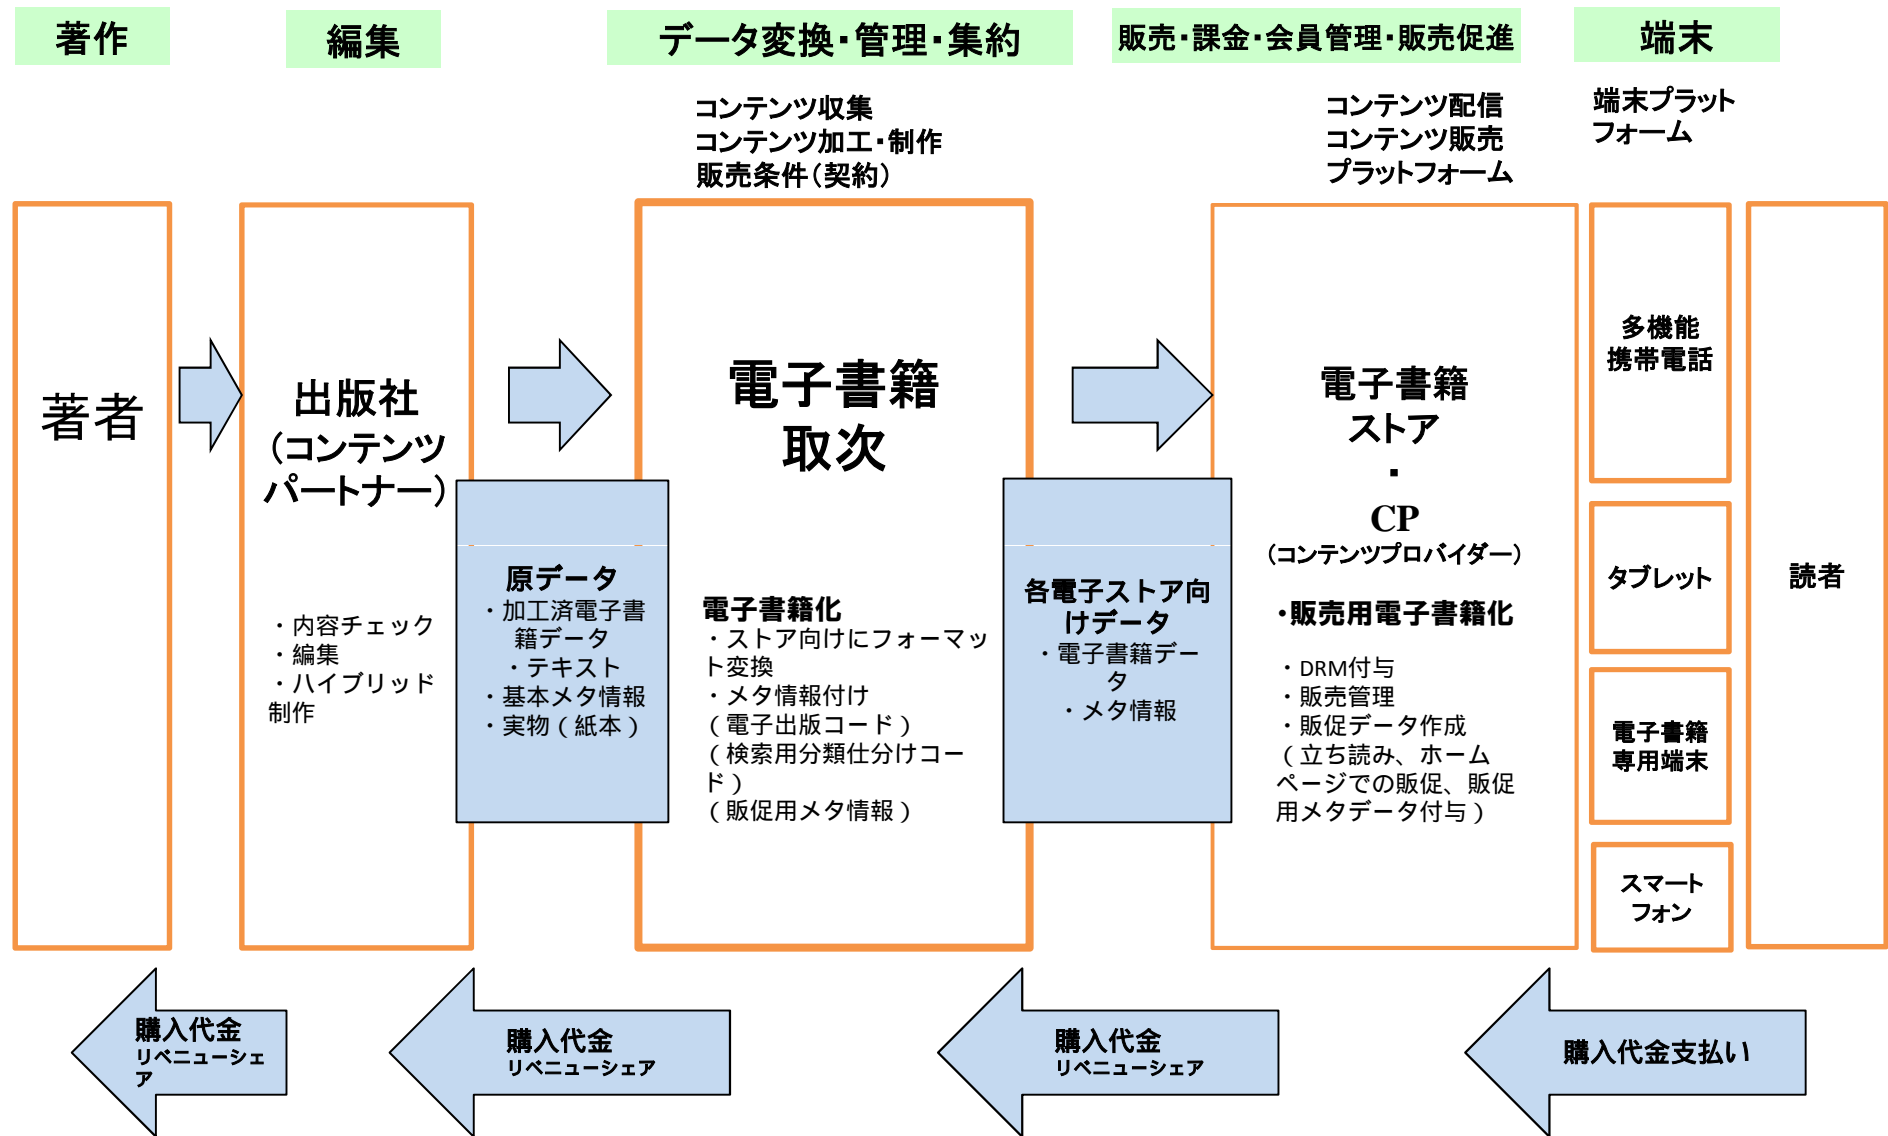 著作
編集
データ変換・管理・集約
販売・課金・会員管理・販売促進
端末
コンテンツ収集
コンテンツ加工・制作
販売条件（契約）
コンテンツ配信
コンテンツ販売
プラットフォーム
端末プラット
フォーム
著者
出版社
（コンテンツ
パートナー）
・内容チェック
・編集
・ハイブリッド
制作
原データ
・加工済電子書
籍データ
・テキスト
・基本メタ情報
・実物（紙本）
電子書籍
取次
電子書籍化
・ストア向けにフォーマッ
ト変換
・メタ情報付け
（電子出版コード）
（検索用分類仕分けコー
ド）
（販促用メタ情報）
各電子ストア向
けデータ
・電子書籍デー
タ
・メタ情報
電子書籍
ストア
・
CP
（コンテンツプロバイダー）
・販売用電子書籍化
・DRM付与
・販売管理
・販促データ作成
（立ち読み、ホーム
ページでの販促、販促
用メタデータ付与）
多機能
携帯電話
タブレット
電子書籍
専用端末
スマート
フォン
読者
購入代金
リベニューシェ
ア
購入代金
リベニューシェア
購入代金
リベニューシェア
購入代金支払い